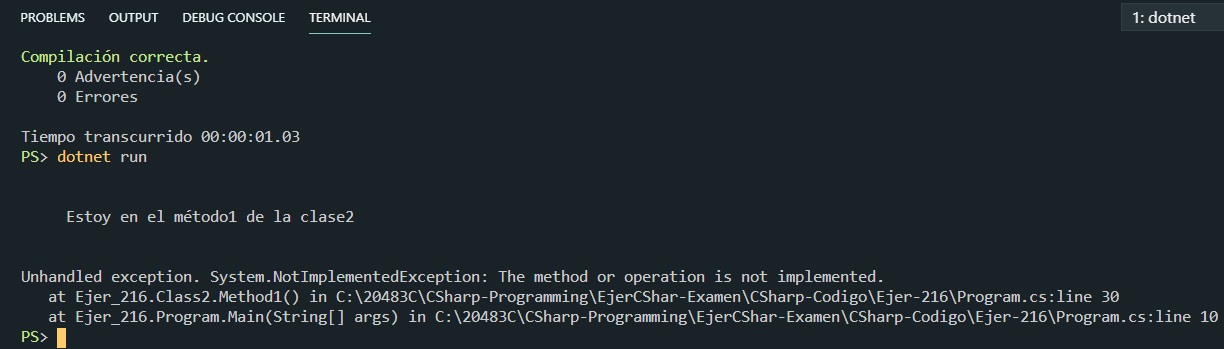 PROBLEMS OUTPUT DEBUG CONSOLE TERMINAL 1: dotnet
Compilación correcta.
0 Advertencia(s)
0 Errores
Tiempo transcurrido 00:00:01.03
PS> dotnet run
Estoy en el método1 de la clase2
Unhandled exception. System.NotImplementedException: The method or operation is not implemented.
at Ejer_216.Class2.Method1() in C:\20483C\CSharp-Programming\EjerCShar-Examen\CSharp-Codigo\Ejer-216\Program.cs:line 30
at Ejer_216.Program.Main(String[] args) in C:\20483C\CSharp-Programming\EjerCShar-Examen\CSharp-Codigo\Ejer-216\Program.cs:line 10
PS>